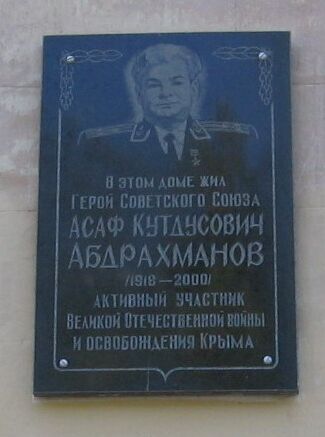 В этом доме жил
Герой Советского Союза
Асаф Кутдусович
Абдрахманов
/1918—2000/
активный участник
Великой Отечественной войны
и освобождения Крыма